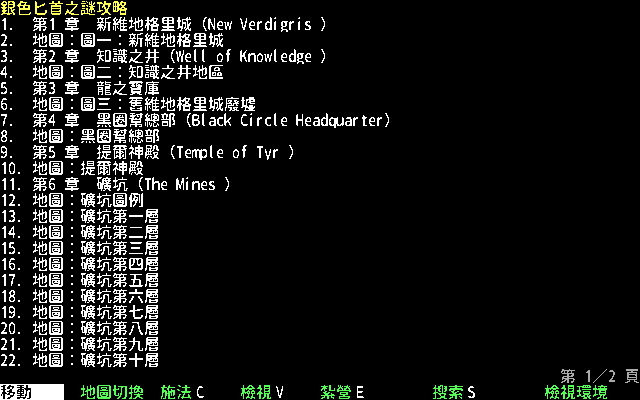 銀色匕首之謎攻略
1. 第1 章 新維地格里城 (New Verdigris )
2. 地圖：圖一：新維地格里城
3. 第2 章 知識之井 (Well of Knowledge )
4. 地圖：圖二：知識之井地區
5. 第3 章 龍之寶庫
6. 地圖：圖三：舊維地格里城廢墟
7. 第4 章 黑圈幫總部 (Black Circle Headquarter)
8. 地圖：黑圈幫總部
9. 第5 章 提爾神殿 (Temple of Tyr )
10. 地圖：提爾神殿
11. 第6 章 礦坑 (The Mines )
12. 地圖：礦坑圖例
13. 地圖：礦坑第一層
14. 地圖：礦坑第二層
15. 地圖：礦坑第三層
16. 地圖：礦坑第四層
17. 地圖：礦坑第五層
18. 地圖：礦坑第六層
19. 地圖：礦坑第七層
20. 地圖：礦坑第八層
21. 地圖：礦坑第九層
22. 地圖：礦坑第十層
第 1/2 頁
移動 地圖切換 施法 C 檢視 V 紮營 E 搜索 S 檢視環境